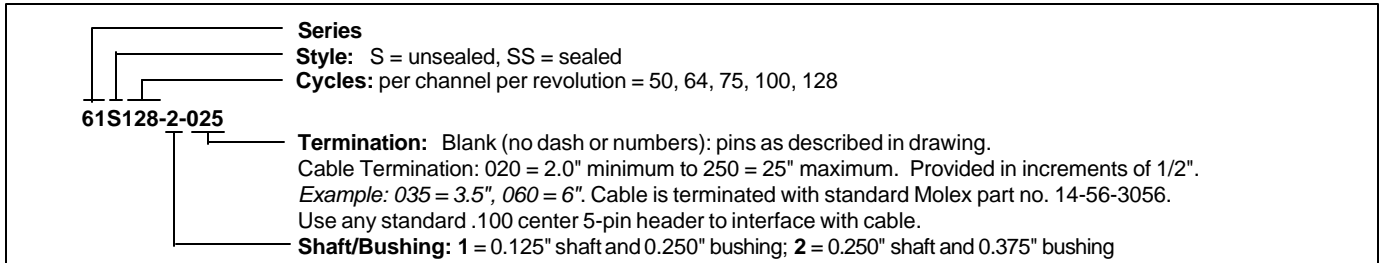 Series
Style: S = unsealed, SS = sealed
Cycles: per channel per revolution = 50, 64, 75, 100, 128
61S128-2-025
Termination: Blank (no dash or numbers): pins as described in drawing.
Cable Termination: 020 = 2.0" minimum to 250 = 25" maximum. Provided in increments of 1/2".
Example: 035 = 3.5", 060 = 6". Cable is terminated with standard Molex part no. 14-56-3056.
Use any standard .100 center 5-pin header to interface with cable.
Shaft/Bushing: 1 = 0.125" shaft and 0.250" bushing; 2 = 0.250" shaft and 0.375" bushing